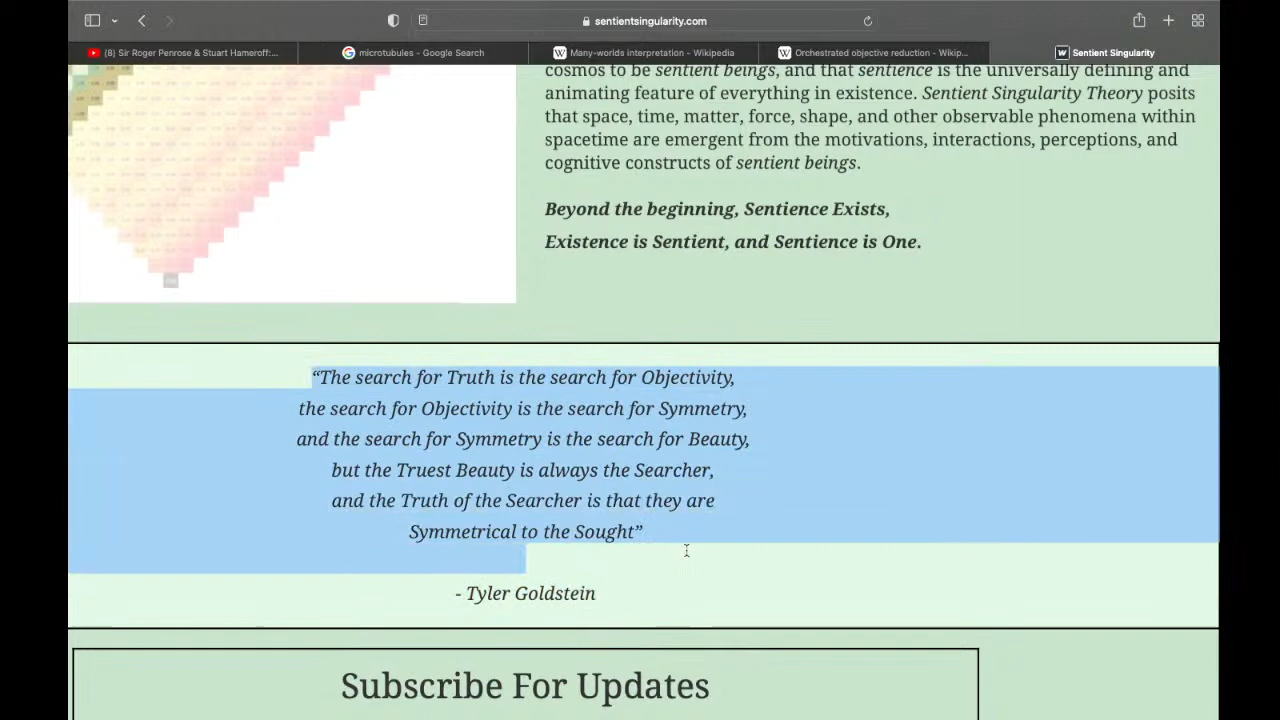 sentientsingularity.com
(8) Sir Roger Penrose & Stuart Hameroff:...
microtubules - Google Search
Many-worlds interpretation - Wikipedia
Orchestrated objective reduction - Wikip...
Sentient Singularity
cosmos to be sentient beings, and that sentience is the universally defining and
animating feature of everything in existence. Sentient Singularity Theory posits
that space, time, matter, force, shape, and other observable phenomena within
spacetime are emergent from the motivations, interactions, perceptions, and
cognitive constructs of sentient beings.
Beyond the beginning, Sentience Exists,
Existence is Sentient, and Sentience is One.
“The search for Truth is the search for Objectivity,
the search for Objectivity is the search for Symmetry,
and the search for Symmetry is the search for Beauty,
but the Truest Beauty is always the Searcher,
and the Truth of the Searcher is that they are
Symmetrical to the Sought”
- Tyler Goldstein
Subscribe For Updates